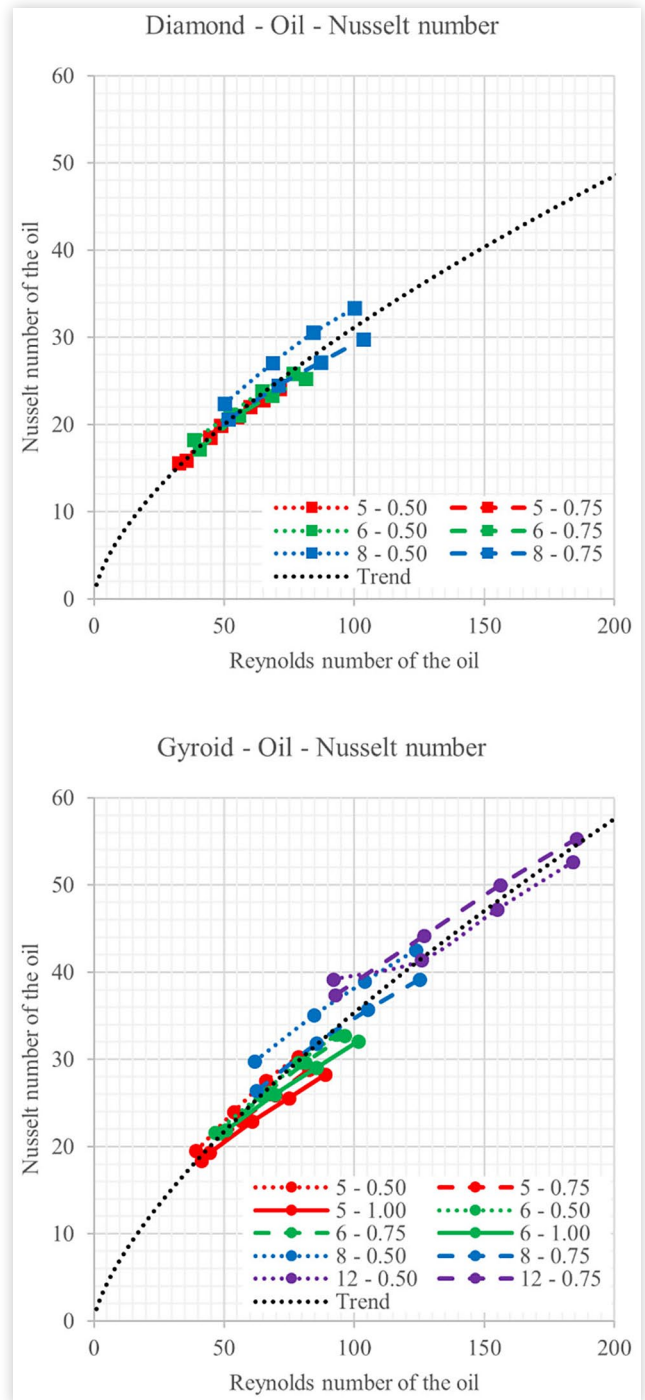 Diamond - Oil - Nusselt number
60
50
40
30
20
10
0
Nusselt number of the oil
5 - 0.50 5 - 0.75
6 - 0.50 6 - 0.75
8 - 0.50 8 - 0.75
Trend
0 50 100 150 200
Reynolds number of the oil
Gyroid - Oil - Nusselt number
60
50
40
30
20
10
0
Nusselt number of the oil
5 - 0.50 5 - 0.75
5 - 1.00 6 - 0.50
6 - 0.75 6 - 1.00
8 - 0.50 8 - 0.75
12 - 0.50 12 - 0.75
Trend
0 50 100 150 200
Reynolds number of the oil